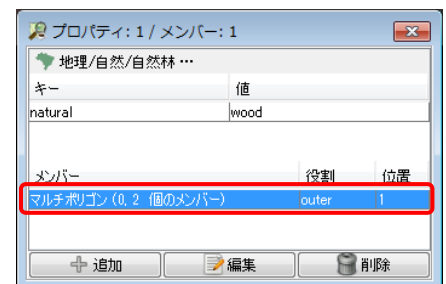 プロパティ: 1 / メンバー: 1
地理/自然/自然林 …
キー 値
natural wood
メンバー 役割 位置
マルチポリゴン (0, 2 個のメンバー) outer 1
追加 編集 削除